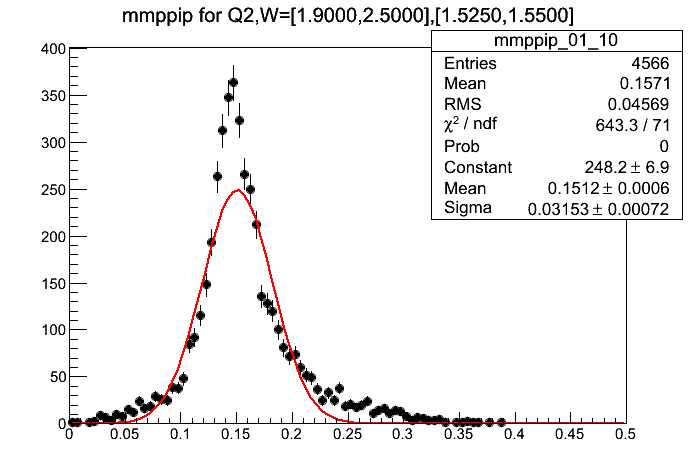 mmppip for Q2,W=[1.9000,2.5000],[1.5250,1.5500]
mmppip_01_10
Entries 4566
Mean 0.1571
RMS 0.04569
χ² / ndf 643.3 / 71
Prob 0
Constant 248.2 ± 6.9
Mean 0.1512 ± 0.0006
Sigma 0.03153 ± 0.00072
400
350
300
250
200
150
100
50
0
0 0.05 0.1 0.15 0.2 0.25 0.3 0.35 0.4 0.45 0.5